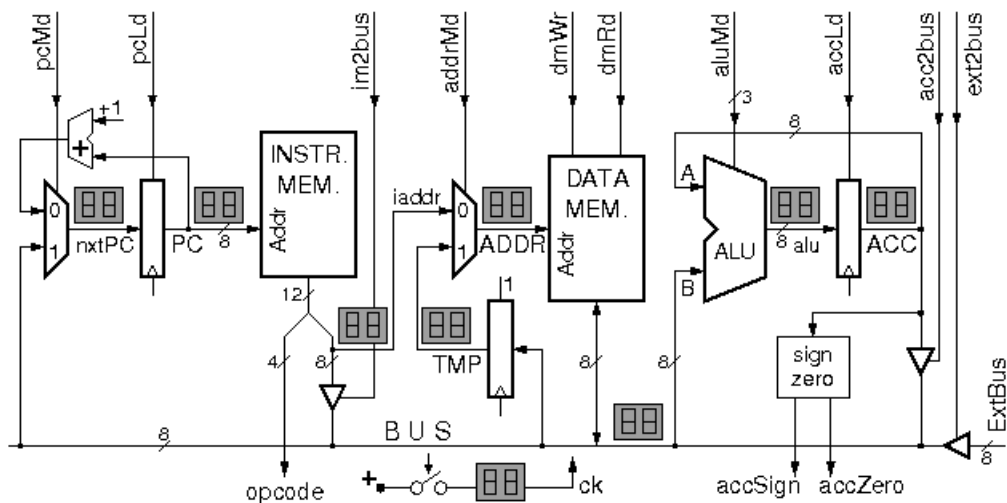 pcMd pcLd im2bus addrMd dmWr dmRd aluMd accLd acc2bus ext2bus
+1
3
8
+
INSTR.
MEM.
DATA
MEM.
iaddr
A
0
0
nxtPC
PC
8
Addr
ADDR
Addr
ALU
8
alu
ACC
1
1
B
12
1
4
8
TMP
8
8
sign
zero
8
BUS
8
ExtBus
opcode
+
ck
accSign
accZero